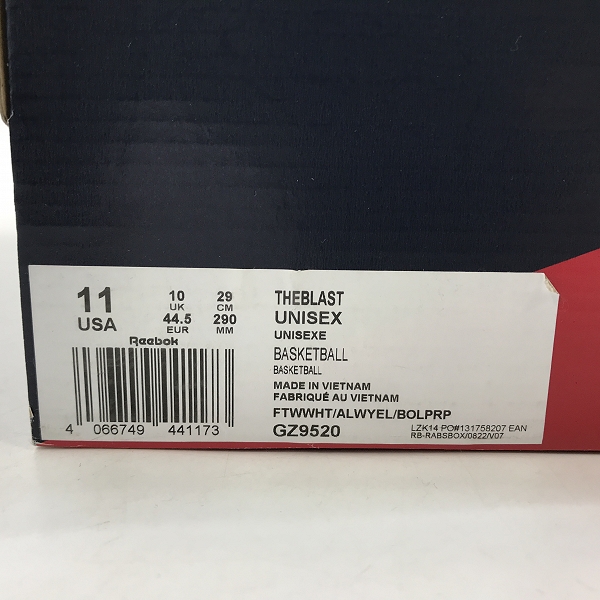 11 10 29
USA UK CM
44.5 290
EUR MM
Reebok
4 066749 441173
THEBLAST
UNISEX
UNISEXE
BASKETBALL
BASKETBALL
MADE IN VIETNAM
FABRIQUÉ AU VIETNAM
FTWWHT/ALWYEL/BOLPRP
GZ9520
LZK14 PO#131758207 EAN
RB-RABSBOX/0822/V07